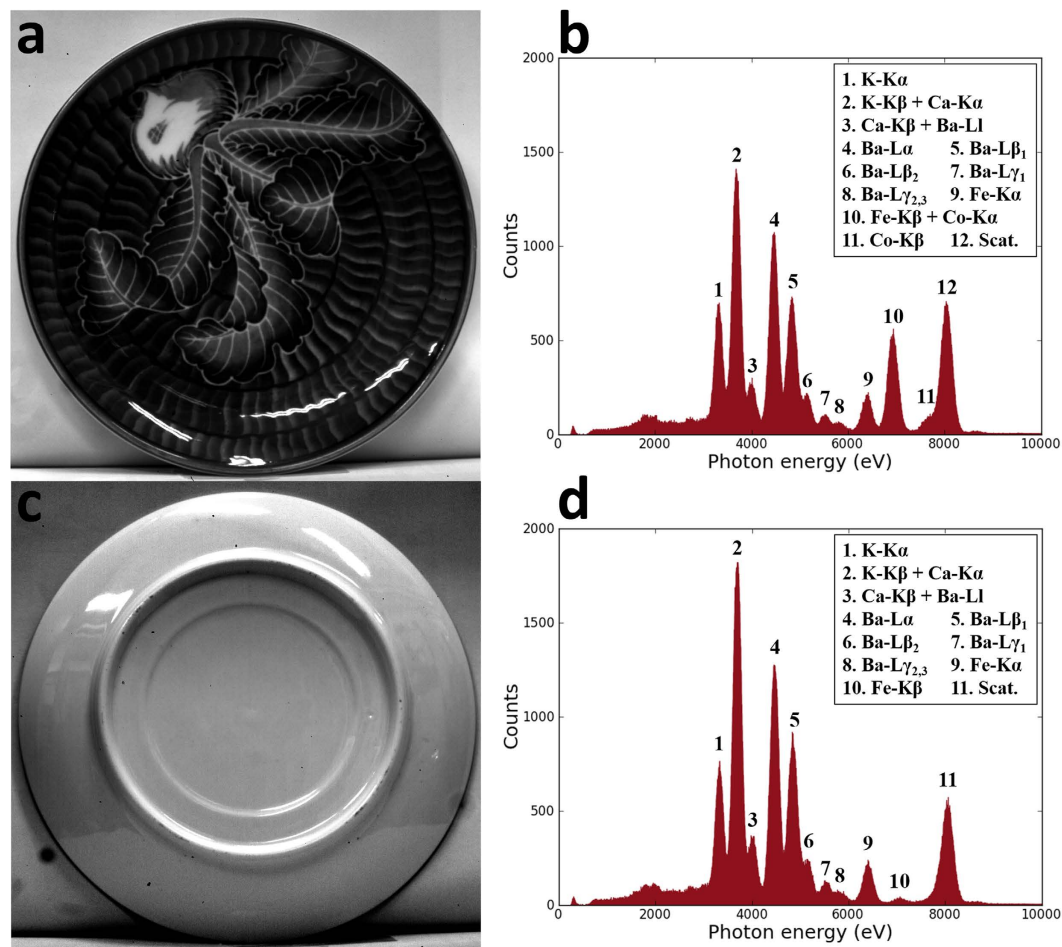 a
b
2000
1500
1000
500
0
0 2000 4000 6000 8000 10000
Counts
Photon energy (eV)
1. K-Kα
2. K-Kβ + Ca-Kα
3. Ca-Kβ + Ba-Ll
4. Ba-Lα 5. Ba-Lβ₁
6. Ba-Lβ₂ 7. Ba-Lγ₁
8. Ba-Lγ₂,₃ 9. Fe-Kα
10. Fe-Kβ + Co-Kα
11. Co-Kβ 12. Scat.
1
2
3
4
5
6
7
8
9
10
11
12
c
d
2000
1500
1000
500
0
0 2000 4000 6000 8000 10000
Counts
Photon energy (eV)
1. K-Kα
2. K-Kβ + Ca-Kα
3. Ca-Kβ + Ba-Ll
4. Ba-Lα 5. Ba-Lβ₁
6. Ba-Lβ₂ 7. Ba-Lγ₁
8. Ba-Lγ₂,₃ 9. Fe-Kα
10. Fe-Kβ 11. Scat.
1
2
3
4
5
6
7
8
9
10
11